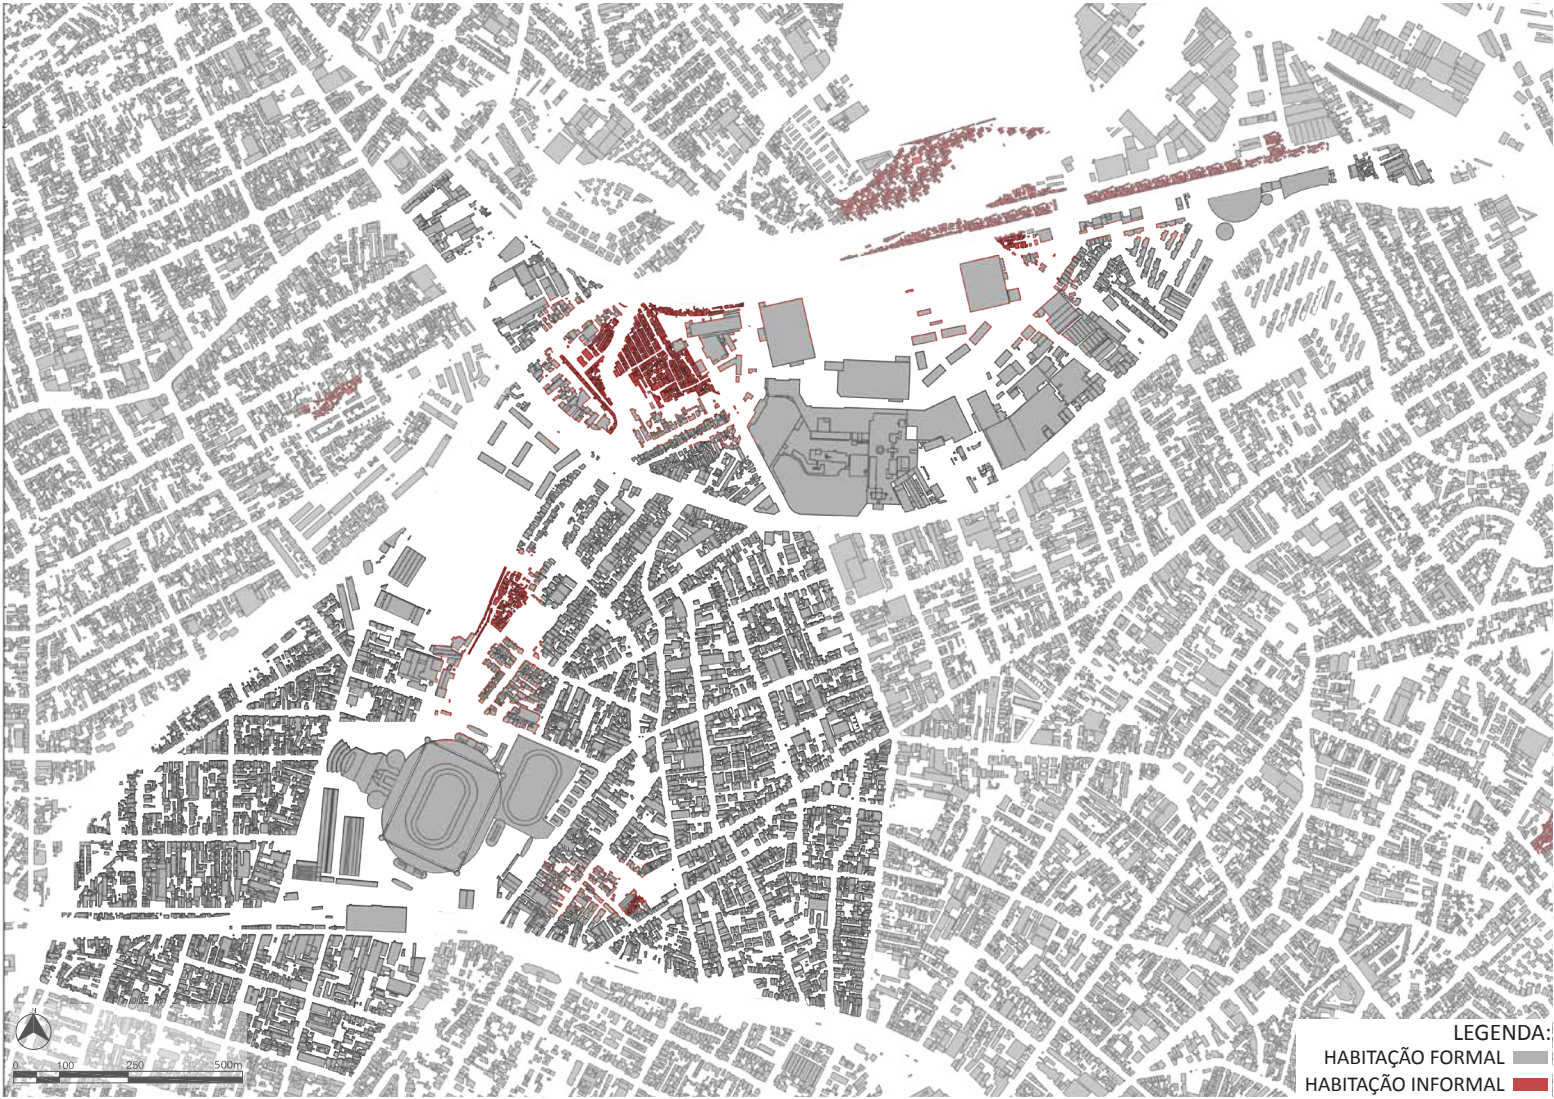 N
0 100 250 500m
LEGENDA:
HABITAÇÃO FORMAL
HABITAÇÃO INFORMAL